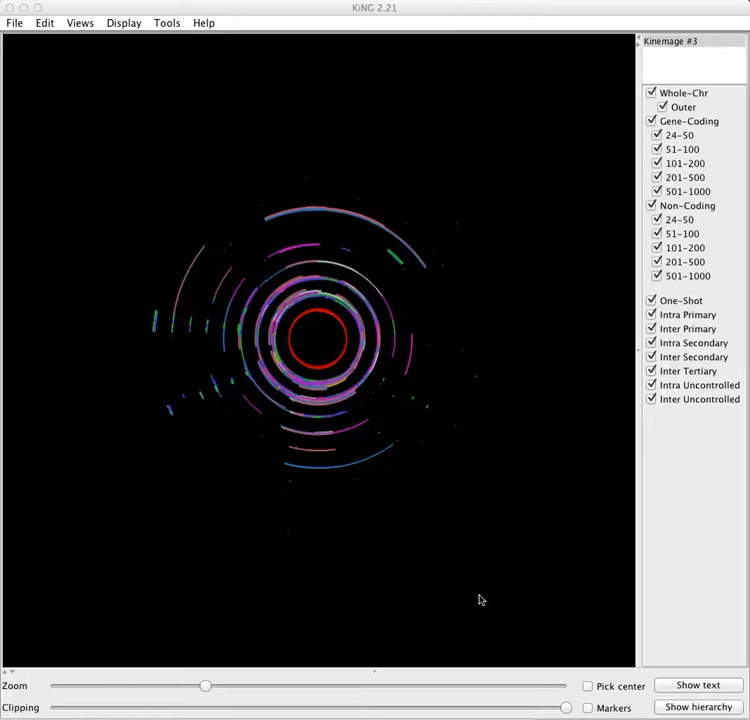 KiNG 2.21
File Edit Views Display Tools Help
Kinemage #3
Whole-Chr
Outer
Gene-Coding
24-50
51-100
101-200
201-500
501-1000
Non-Coding
24-50
51-100
101-200
201-500
501-1000
One-Shot
Intra Primary
Inter Primary
Intra Secondary
Inter Secondary
Inter Tertiary
Intra Uncontrolled
Inter Uncontrolled
Zoom Pick center Show text
Clipping Markers Show hierarchy